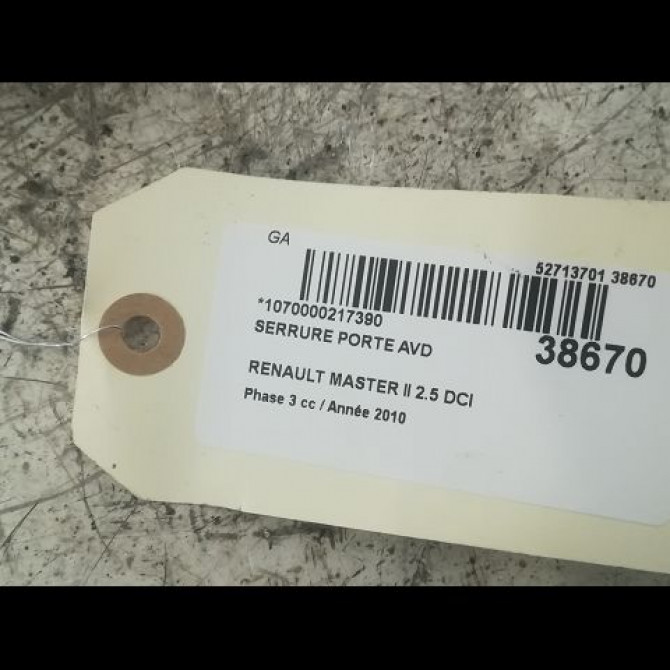 GA
52713701 38670
*1070000217390
SERRURE PORTE AVD
38670
RENAULT MASTER II 2.5 DCI
Phase 3 cc / Année 2010